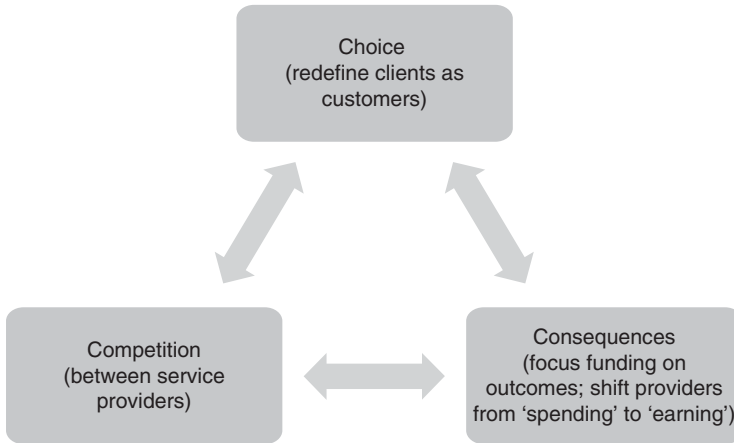 Choice
(redefine clients as
customers)
Competition
(between service
providers)
Consequences
(focus funding on
outcomes; shift providers
from ‘spending’ to ‘earning’)